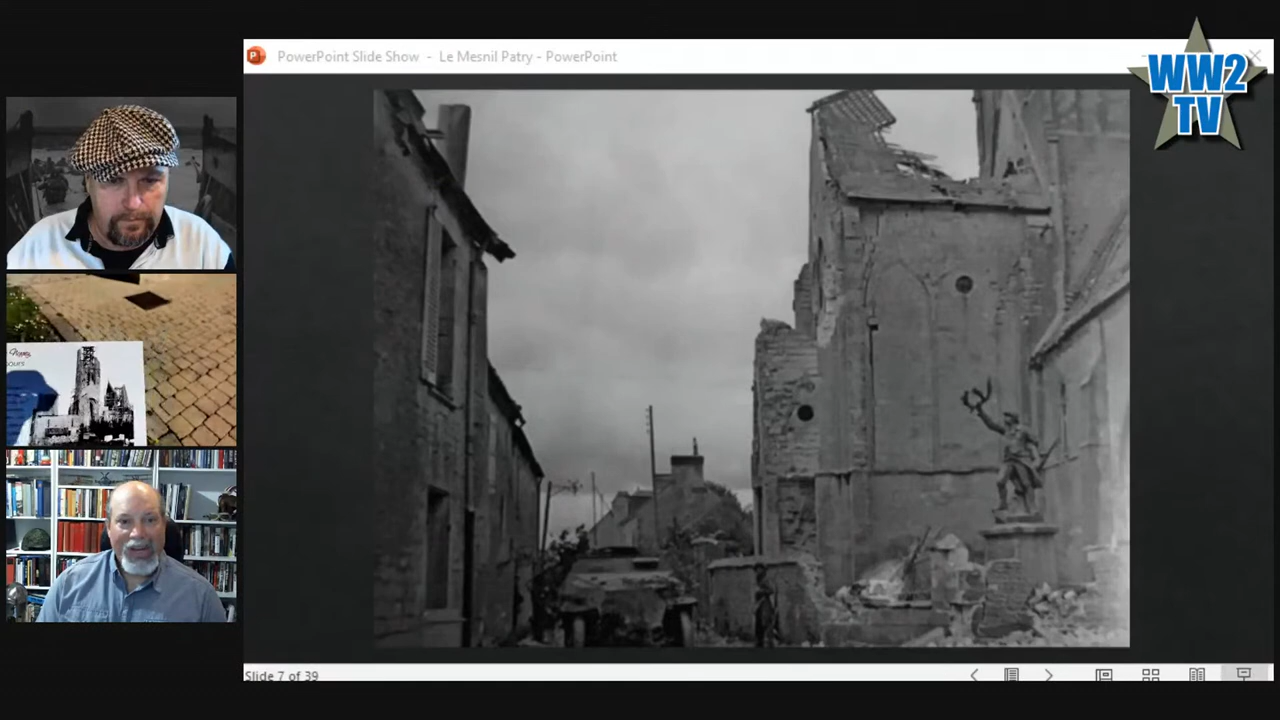 PowerPoint Slide Show - Le Mesnil Patry - PowerPoint
WW2
TV
Slide 7 of 39